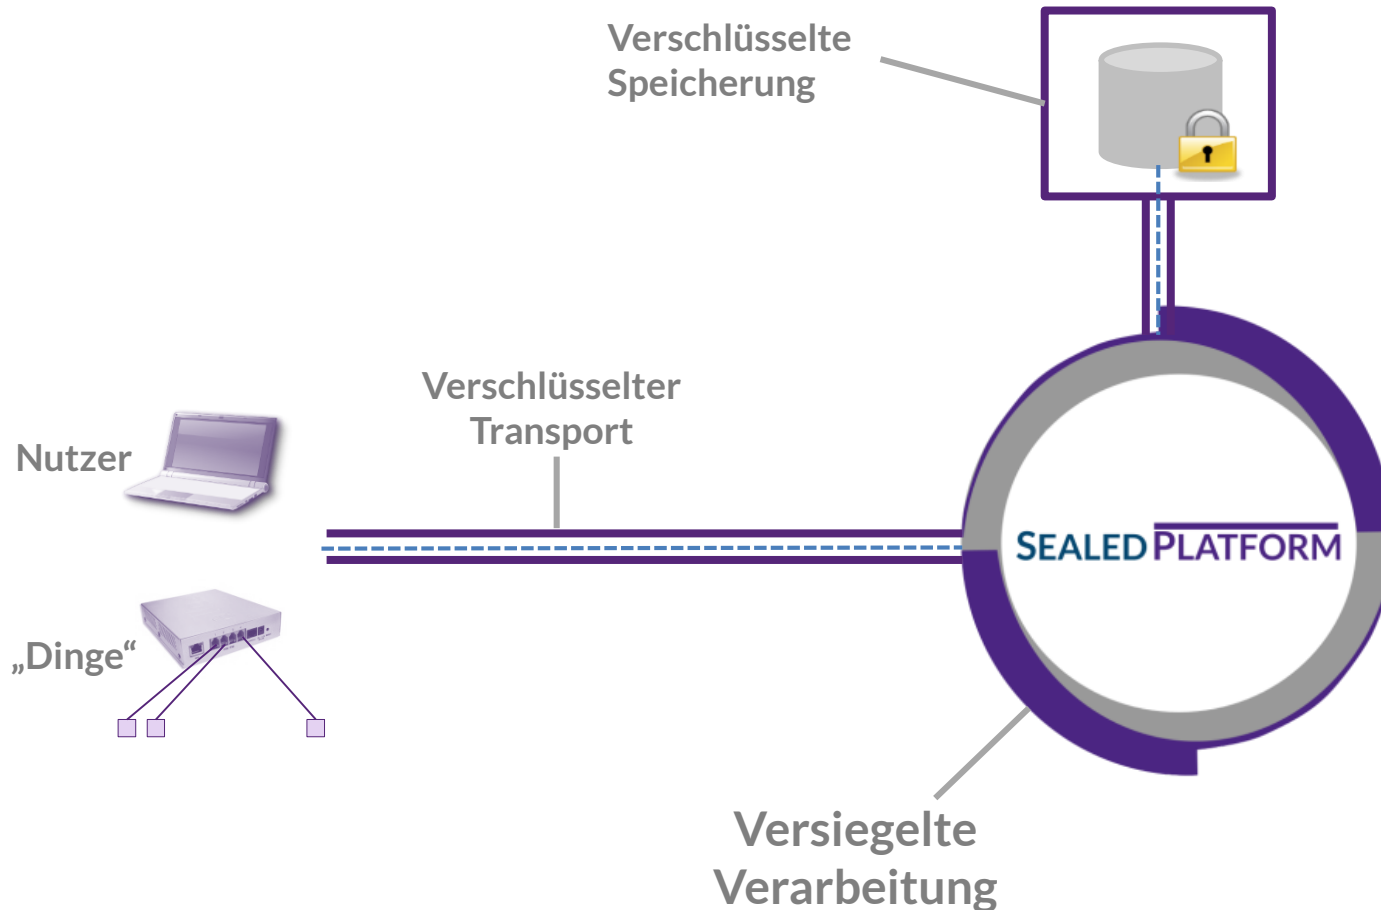 Verschlüsselte
Speicherung
Verschlüsselter
Transport
Nutzer
SEALED PLATFORM
„Dinge“
Versiegelte
Verarbeitung